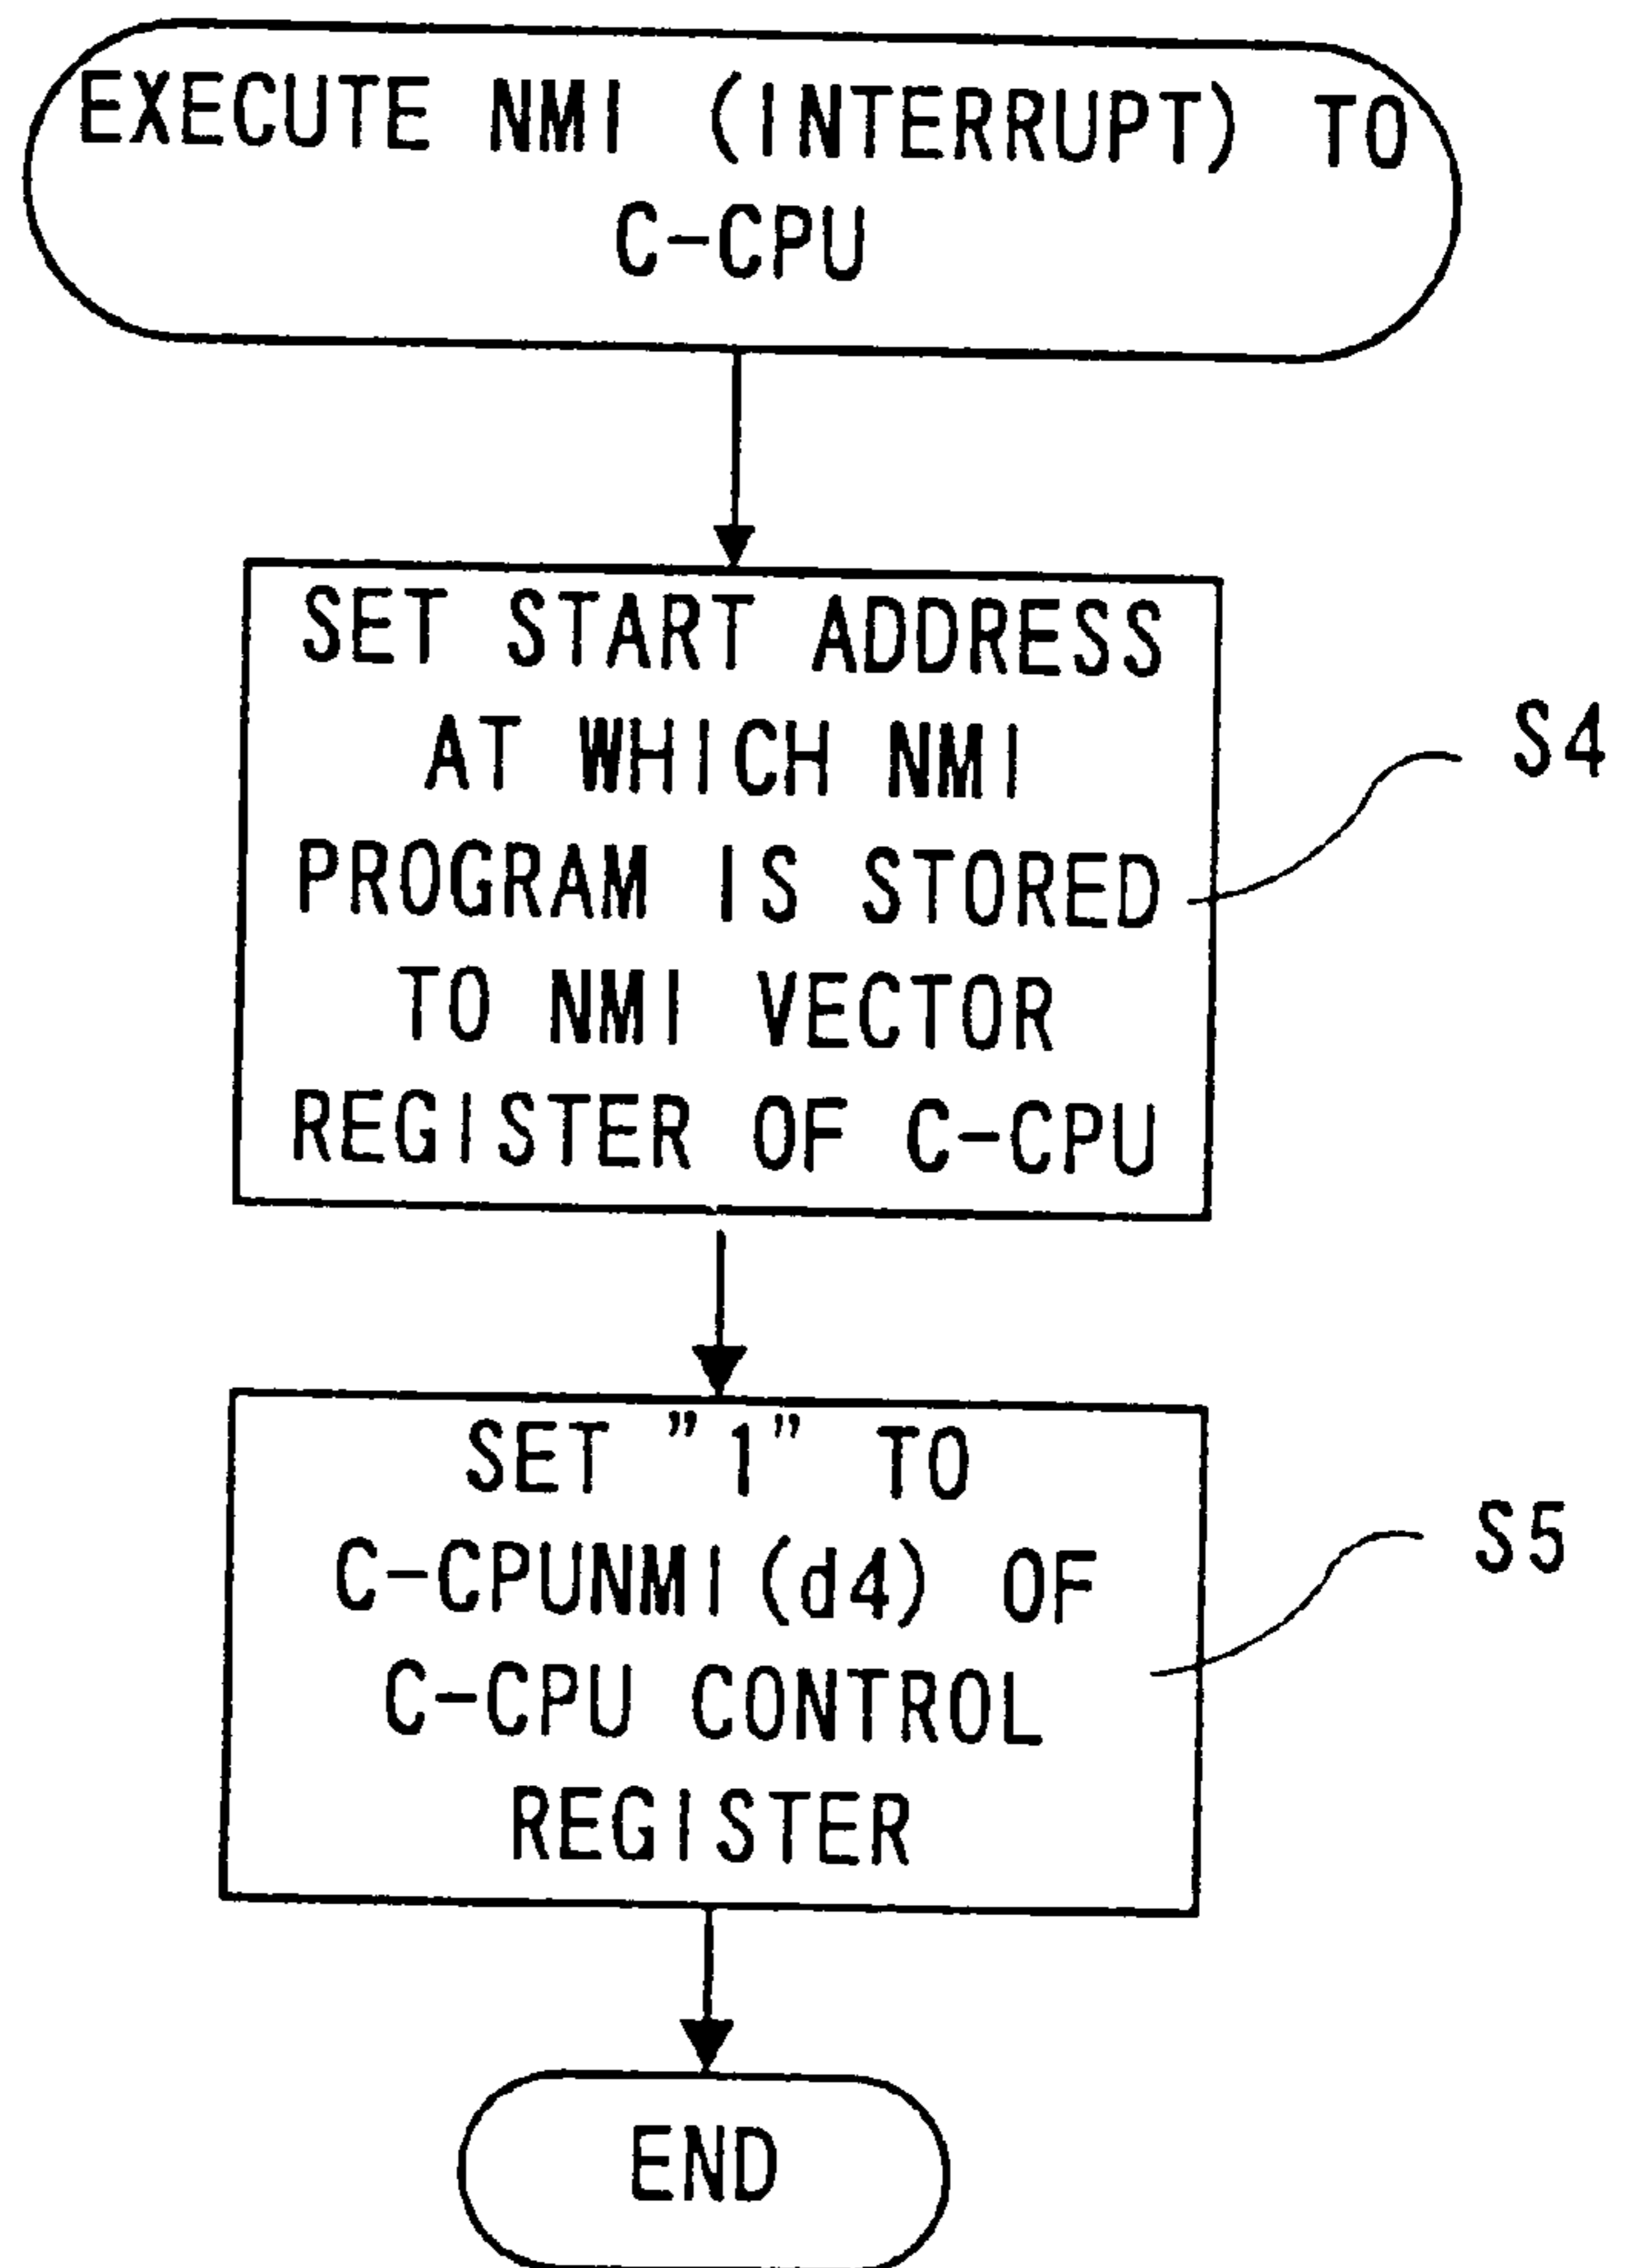 EXECUTE NMI (INTERRUPT) TO
C-CPU
SET START ADDRESS
AT WHICH NMI
PROGRAM IS STORED
TO NMI VECTOR
REGISTER OF C-CPU
S4
SET "1" TO
C-CPUNMI(d4) OF
C-CPU CONTROL
REGISTER
S5
END